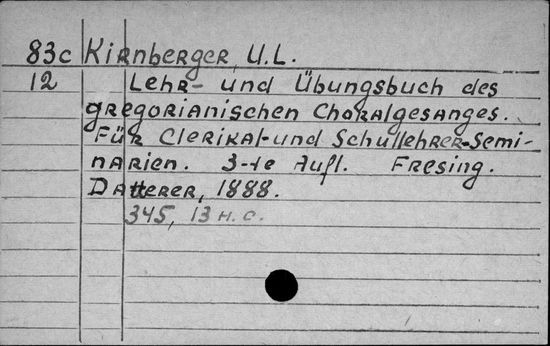 83c Kirnberger, U.L.
12 Lehr- und Übungsbuch des
gregorianischen Choralgesanges.
Für Clerikal- und Schullehrer-Semi-
narien. 3-te Aufl. Fresing.
Datterer, 1888.
345, 13 н. с.